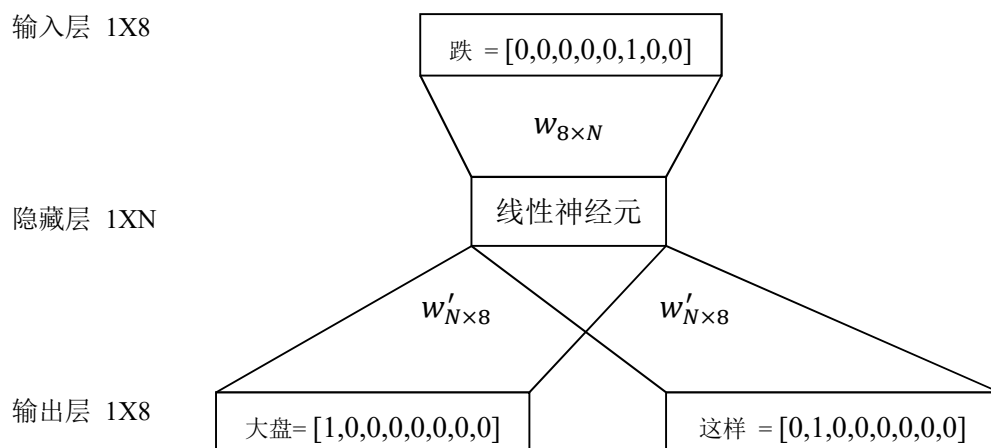 输入层 1X8
跌 =[0,0,0,0,0,1,0,0]
w_{8×N}
隐藏层 1XN
线性神经元
w'_{N×8}
w'_{N×8}
输出层 1X8
大盘=[1,0,0,0,0,0,0,0]
这样 =[0,1,0,0,0,0,0,0]